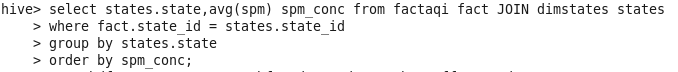 hive> select states.state,avg(spm) spm_conc from factaqi fact JOIN dimstates states
> where fact.state_id = states.state_id
> group by states.state
> order by spm_conc;